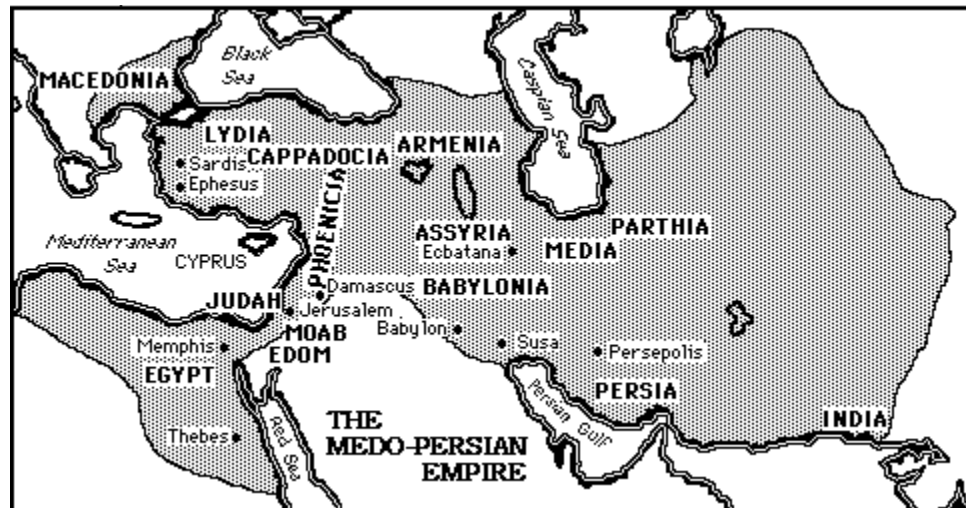 MACEDONIA
Black
Sea
Caspian Sea
LYDIA
CAPPADOCIA
ARMENIA
Sardis
Ephesus
PHOENICIA
PARTHIA
ASSYRIA
MEDIA
Ecbatana
Mediterranean
Sea
CYPRUS
Damascus
BABYLONIA
JUDAH
Jerusalem
MOAB
Babylon
Susa
Memphis
EDOM
Persepolis
EGYPT
PERSIA
Persian Gulf
INDIA
Thebes
Red Sea
THE
MEDO-PERSIAN
EMPIRE